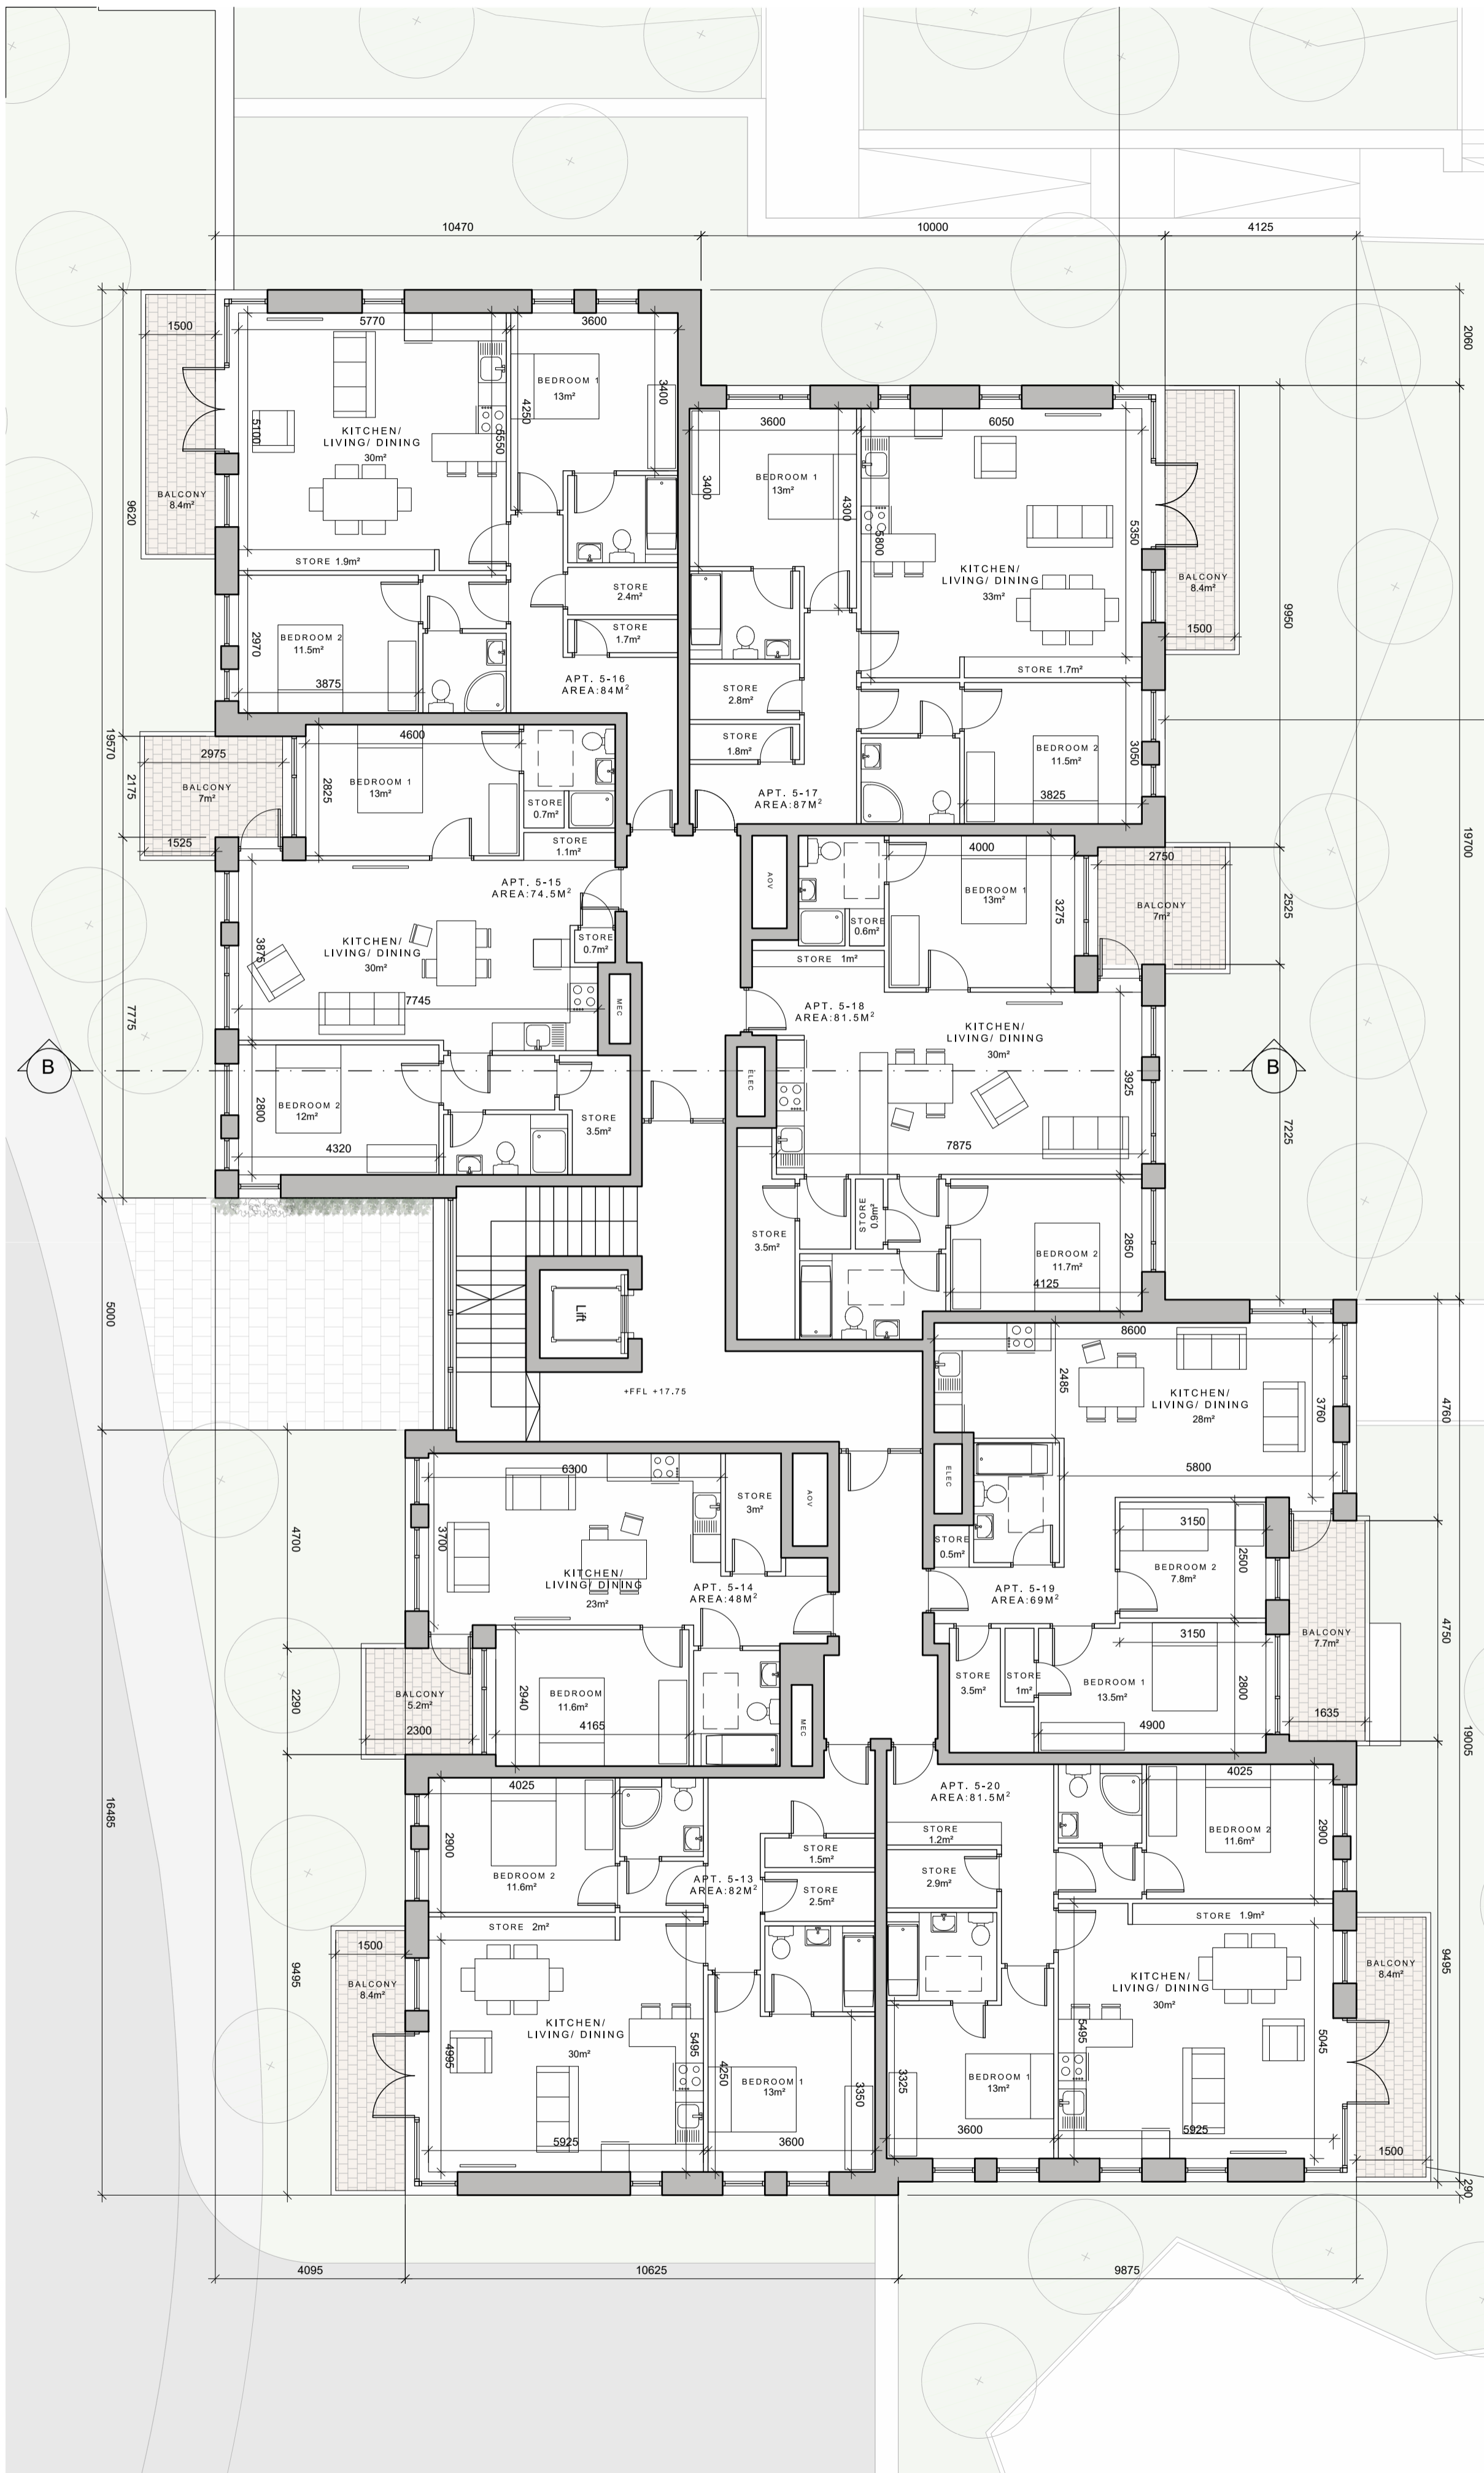 10470
10000
4125
2060
1500
5770
3600
BEDROOM 1
13m²
3400
4250
5550
5100
KITCHEN/
LIVING/ DINING
30m²
BALCONY
8.4m²
9620
STORE 1.9m²
STORE
2.4m²
STORE
1.7m²
BEDROOM 2
11.5m²
2970
3875
APT. 5-16
AREA:84M²
3600
6050
BEDROOM 1
13m²
3400
4300
5800
5350
KITCHEN/
LIVING/ DINING
33m²
BALCONY
8.4m²
1500
9950
19700
STORE 1.7m²
STORE
2.8m²
STORE
1.8m²
BEDROOM 2
11.5m²
3050
3825
APT. 5-17
AREA:87M²
19570
2175
2975
BALCONY
7m²
1525
4600
BEDROOM 1
13m²
2825
STORE
0.7m²
STORE
1.1m²
APT. 5-15
AREA:74.5M²
STORE
0.7m²
KITCHEN/
LIVING/ DINING
30m²
3875
7745
MEC
7775
B
BEDROOM 2
12m²
2800
4320
STORE
3.5m²
AOV
4000
BEDROOM 1
13m²
3275
STORE
0.6m²
STORE 1m²
2750
BALCONY
7m²
2525
APT. 5-18
AREA:81.5M²
KITCHEN/
LIVING/ DINING
30m²
ELEC
3925
7875
B
7225
STORE
3.5m²
STORE
0.9m²
BEDROOM 2
11.7m²
2850
4125
5000
Lift
+FFL +17.75
8600
2485
KITCHEN/
LIVING/ DINING
28m²
3760
4760
5800
ELEC
STORE
0.5m²
3150
BEDROOM 2
7.8m²
2500
APT. 5-19
AREA:69M²
BALCONY
7.7m²
4750
1635
3150
STORE
3.5m²
STORE
1m²
BEDROOM 1
13.5m²
2800
4900
19005
4700
6300
STORE
3m²
AOV
3700
KITCHEN/
LIVING/ DINING
23m²
APT. 5-14
AREA:48M²
2290
BALCONY
5.2m²
2300
2940
BEDROOM
11.6m²
4165
MEC
16485
4025
2900
BEDROOM 2
11.6m²
STORE
1.5m²
APT. 5-13
AREA:82M²
STORE
2.5m²
STORE 2m²
1500
BALCONY
8.4m²
9495
KITCHEN/
LIVING/ DINING
30m²
4995
5495
4250
BEDROOM 1
13m²
3350
5925
3600
APT. 5-20
AREA:81.5M²
STORE
1.2m²
STORE
2.9m²
4025
BEDROOM 2
11.6m²
2900
STORE 1.9m²
BALCONY
8.4m²
9495
KITCHEN/
LIVING/ DINING
30m²
5495
5045
3325
BEDROOM 1
13m²
3600
5925
1500
290
4095
10625
9875